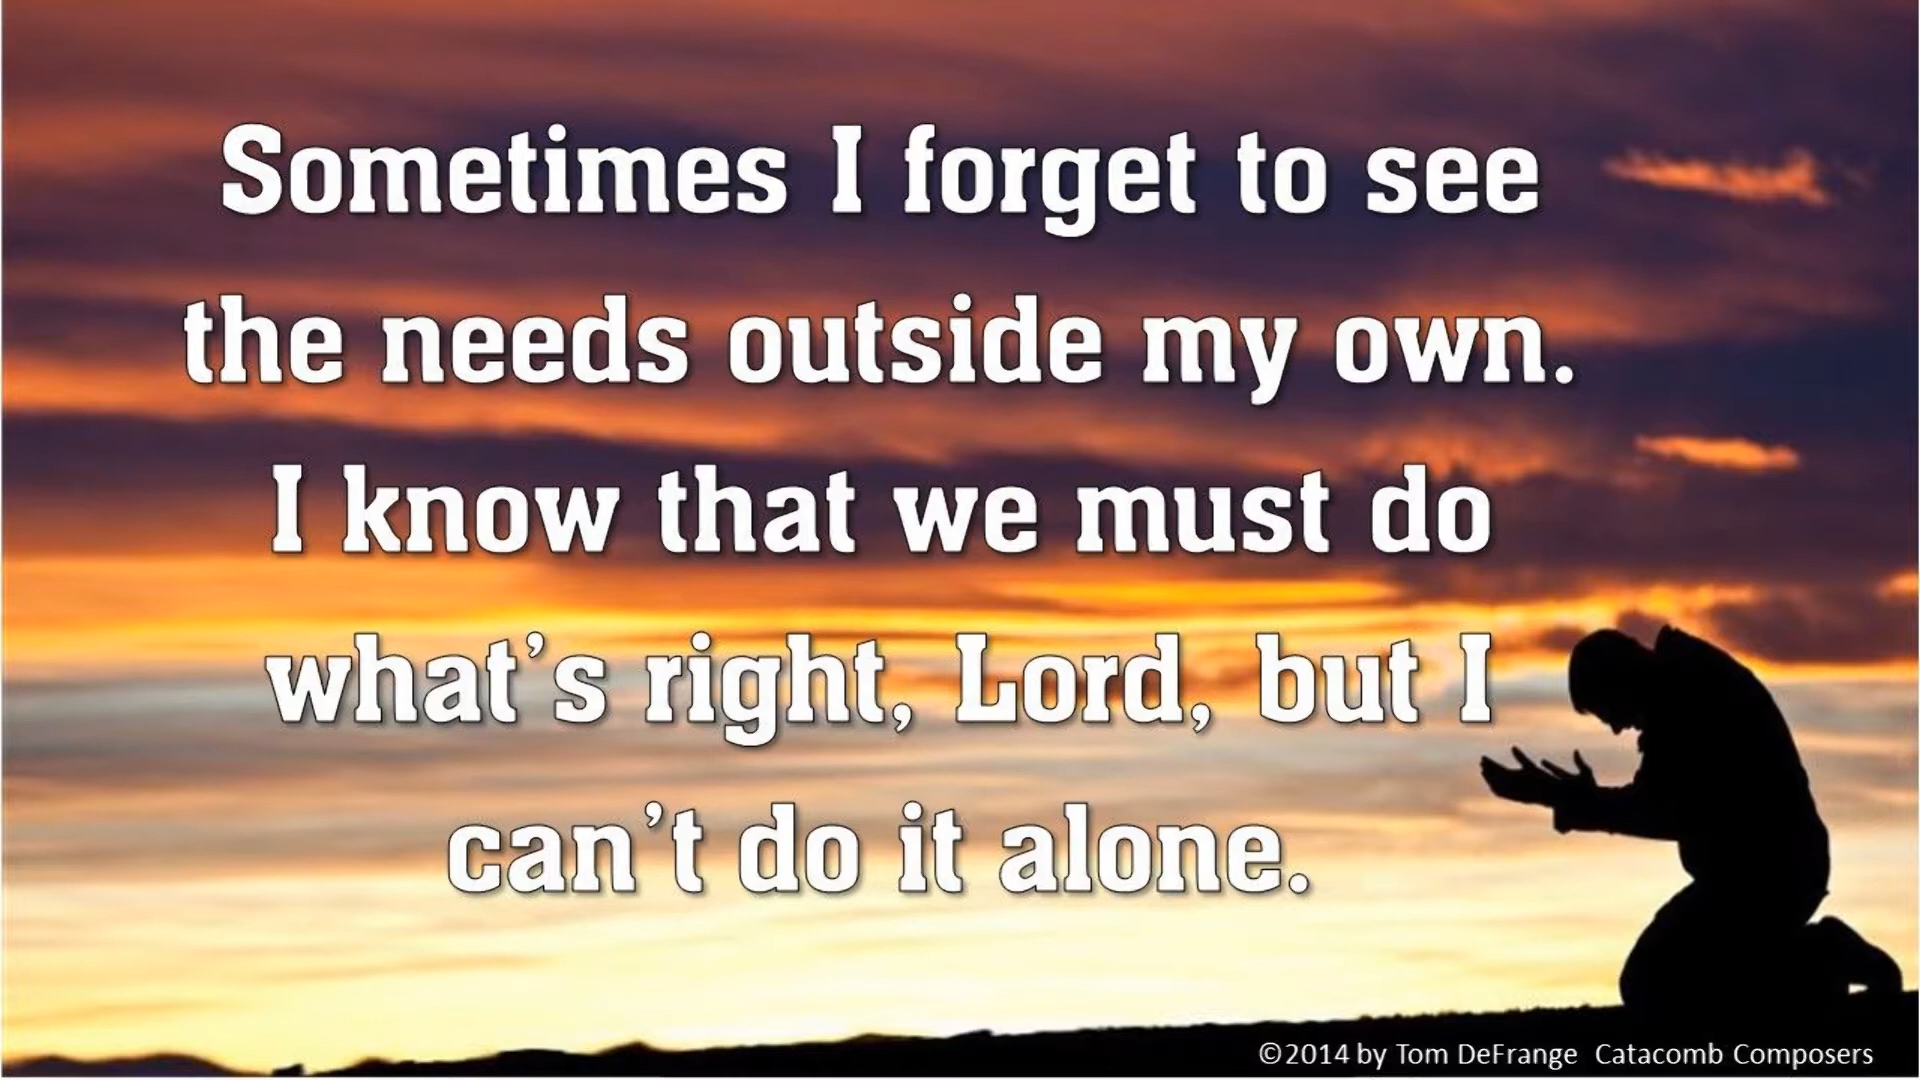 Sometimes I forget to see
the needs outside my own.
I know that we must do
what’s right, Lord, but I
can’t do it alone.
©2014 by Tom DeFrange  Catacomb Composers